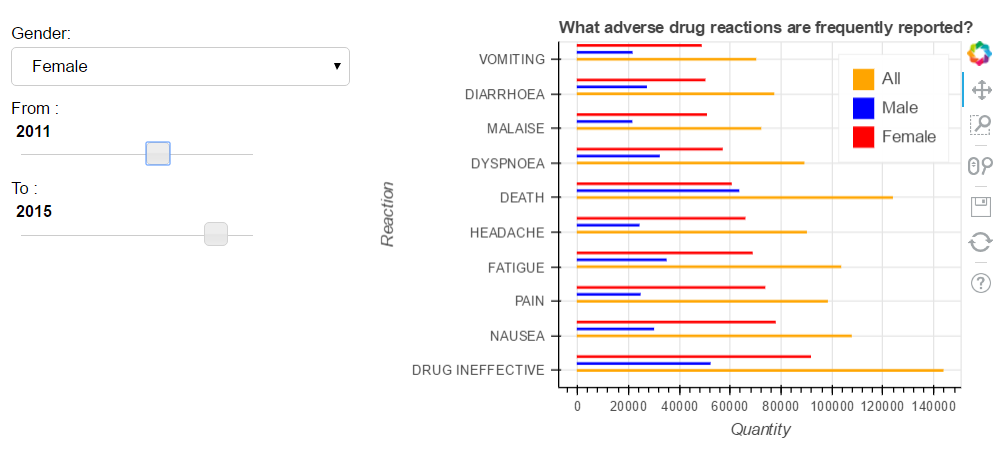 Gender:
Female
From :
2011
To :
2015
What adverse drug reactions are frequently reported?
All
Male
Female
Reaction
VOMITING
DIARRHOEA
MALAISE
DYSPNOEA
DEATH
HEADACHE
FATIGUE
PAIN
NAUSEA
DRUG INEFFECTIVE
0 20000 40000 60000 80000 100000 120000 140000
Quantity
?